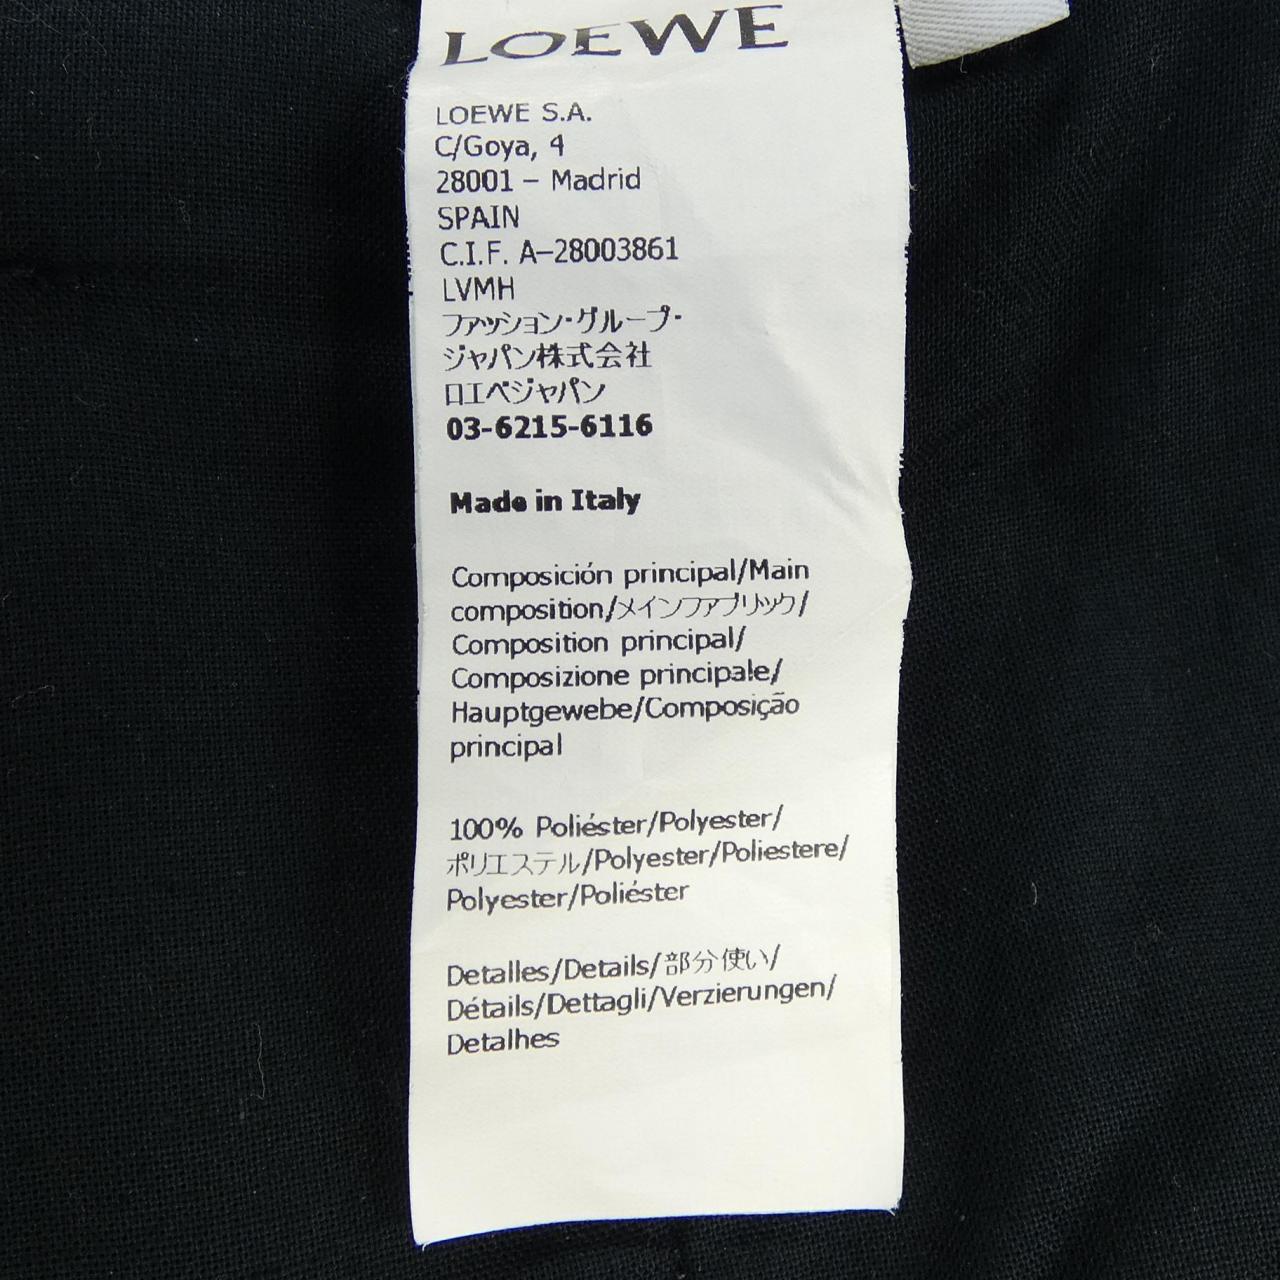 LOEWE
LOEWE S.A.
C/Goya, 4
28001 – Madrid
SPAIN
C.I.F. A–28003861
LVMH
ファッション・グループ・
ジャパン株式会社
ロエベジャパン
03-6215-6116
Made in Italy
Composición principal/Main
composition/メインファブリック/
Composition principal/
Composizione principale/
Hauptgewebe/Composição
principal
100% Poliéster/Polyester/
ポリエステル/Polyester/Poliestere/
Polyester/Poliéster
Detalles/Details/部分使い/
Détails/Dettagli/Verzierungen/
Detalhes